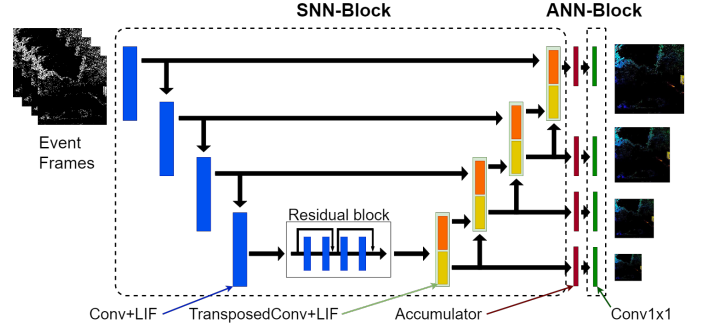 SNN-Block
ANN-Block
Event
Frames
Residual block
Conv+LIF
TransposedConv+LIF
Accumulator
Conv1x1